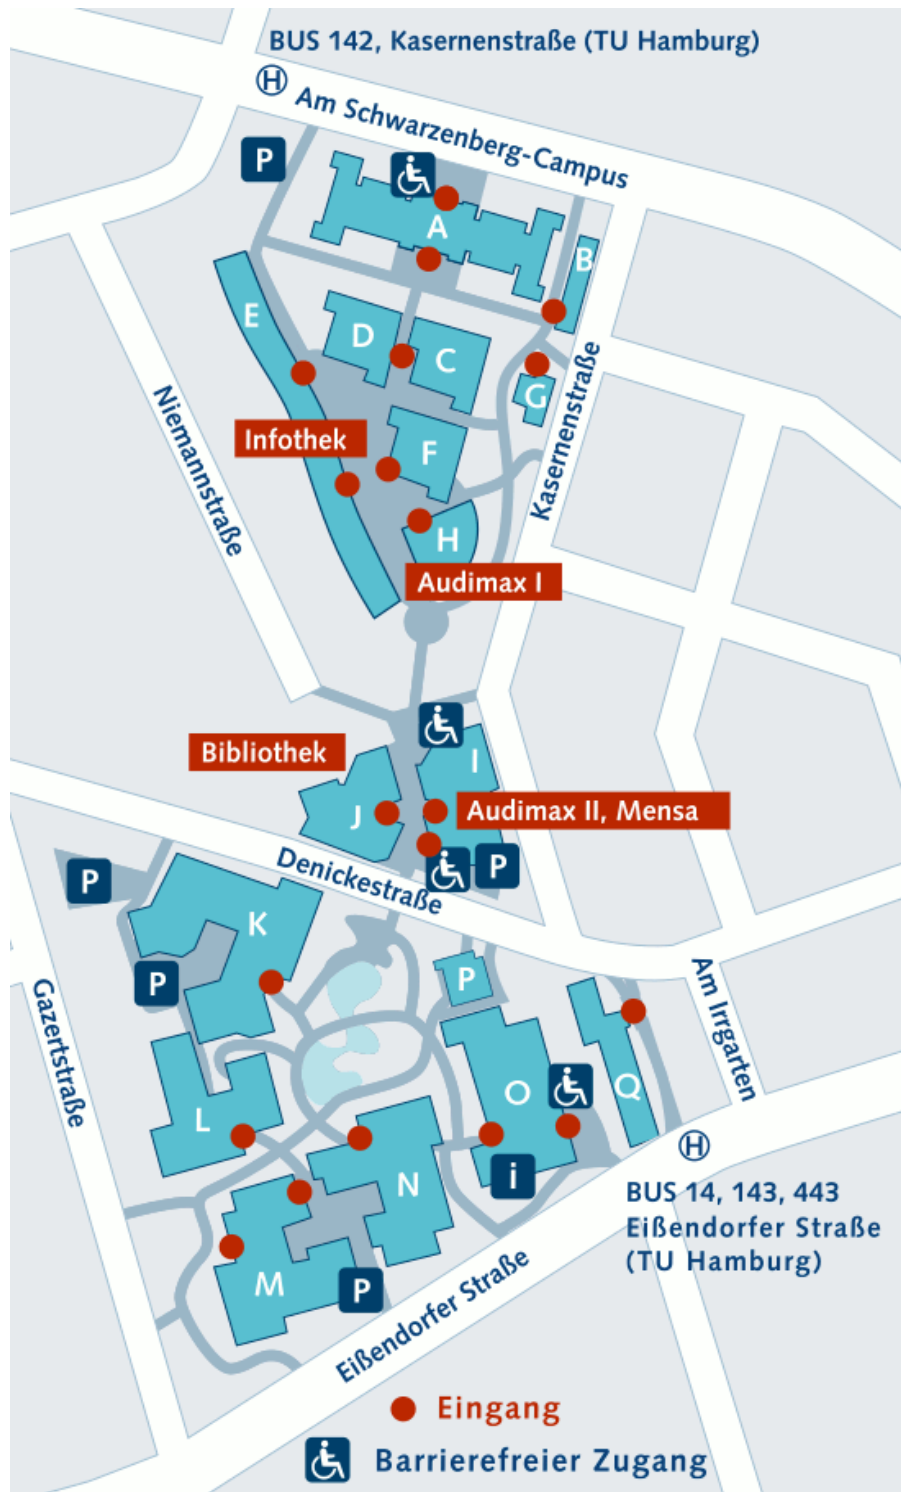 BUS 142, Kasernenstraße (TU Hamburg)
H
Am Schwarzenberg-Campus
P
A
B
E
D
C
G
Niemannstraße
Infothek
F
Kasernenstraße
H
Audimax I
Bibliothek
I
J
Audimax II, Mensa
Denickestraße
P
P
K
P
P
Am Irrgarten
Gazertstraße
L
O
Q
H
N
i
BUS 14, 143, 443
Eißendorfer Straße
(TU Hamburg)
M
P
Eißendorfer Straße
Eingang
Barrierefreier Zugang